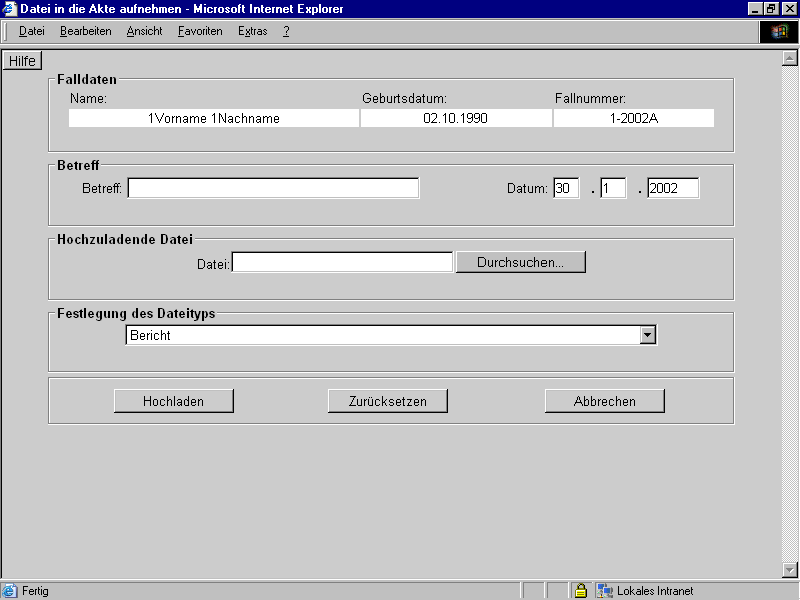 Datei in die Akte aufnehmen - Microsoft Internet Explorer
Datei Bearbeiten Ansicht Favoriten Extras ?
Hilfe
Falldaten
Name: Geburtsdatum: Fallnummer:
1Vorname 1Nachname 02.10.1990 1-2002A
Betreff
Betreff: Datum: 30 . 1 . 2002
Hochzuladende Datei
Datei: Durchsuchen...
Festlegung des Dateityps
Bericht
Hochladen Zurücksetzen Abbrechen
Fertig Lokales Intranet